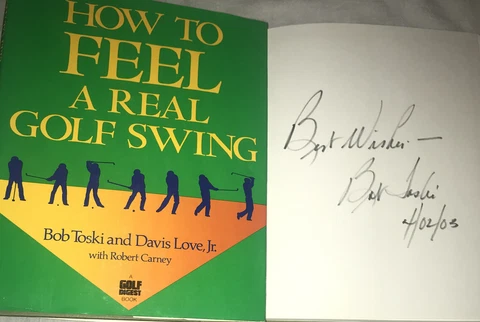 HOW TO
FEEL
A REAL
GOLF SWING
Bob Toski and Davis Love, Jr.
with Robert Carney
A
GOLF
DIGEST
BOOK
Best Wishes —
Bob Toski
4/02/03